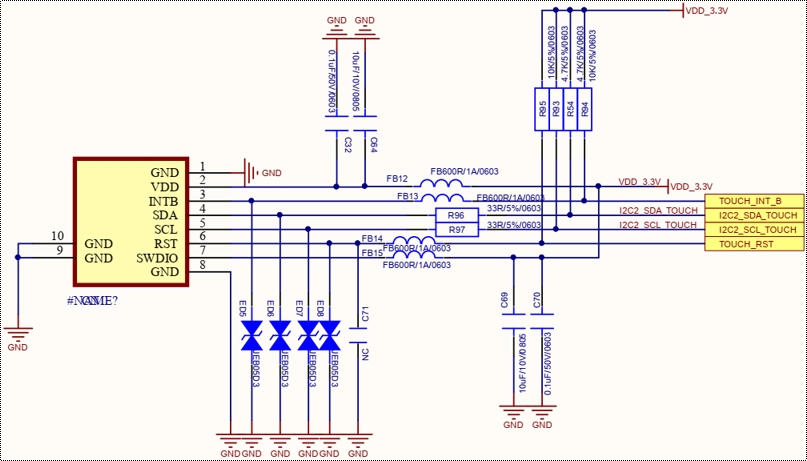 GND
GND
VDD_3.3V
0.1uF/50V/0603
10uF/10V/0805
10K/5%/0603
4.7K/5%/0603
4.7K/5%/0603
10K/5%/0603
R95
R93
R54
R94
C32
C64
GND
1
GND
VDD
2
FB12
FB600R/1A/0603
VDD_3.3V
VDD_3.3V
INTB
3
FB13
FB600R/1A/0603
TOUCH_INT_B
SDA
4
R96
33R/5%/0603
I2C2_SDA_TOUCH
I2C2_SDA_TOUCH
SCL
5
R97
33R/5%/0603
I2C2_SCL_TOUCH
I2C2_SCL_TOUCH
10
GND
RST
6
FB14
FB600R/1A/0603
TOUCH_RST
9
GND
SWDIO
7
FB15
FB600R/1A/0603
GND
8
GND
ED5
ED6
ED7
ED8
C71
C69
C70
UEB05D3
UEB05D3
UEB05D3
UEB05D3
NC
10uF/10V/0805
0.1uF/50V/0603
GND
GND
GND
GND
GND
GND
GND
GND